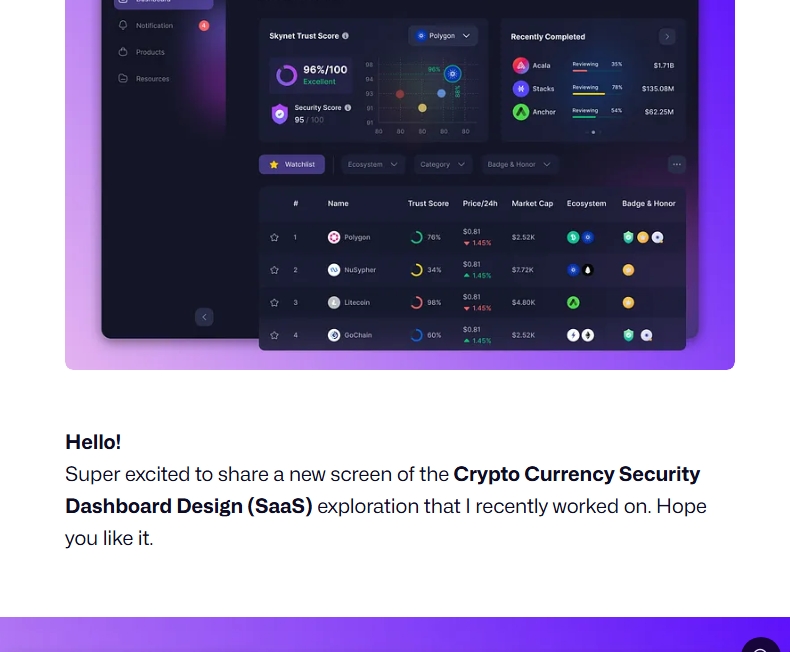 Dashboard
Skynet Trust Score
Polygon
Recently Completed
Notification
4
Products
Resources
96%/100
Excellent
Security Score
95 / 100
96%
98%
95
94
93
91
91
80 80 80 80 80
Acala Reviewing 35% $1.71B
Stacks Reviewing 78% $135.08M
Anchor Reviewing 54% $62.25M
Watchlist Ecosystem Category Badge & Honor
# Name Trust Score Price/24h Market Cap Ecosystem Badge & Honor
1 Polygon 76% $0.81 1.45% $2.52K
2 NuSypher 34% $0.81 1.45% $7.72K
3 Litecoin 98% $0.81 1.45% $4.80K
4 GoChain 60% $0.81 1.45% $2.52K
Hello!
Super excited to share a new screen of the Crypto Currency Security
Dashboard Design (SaaS) exploration that I recently worked on. Hope
you like it.